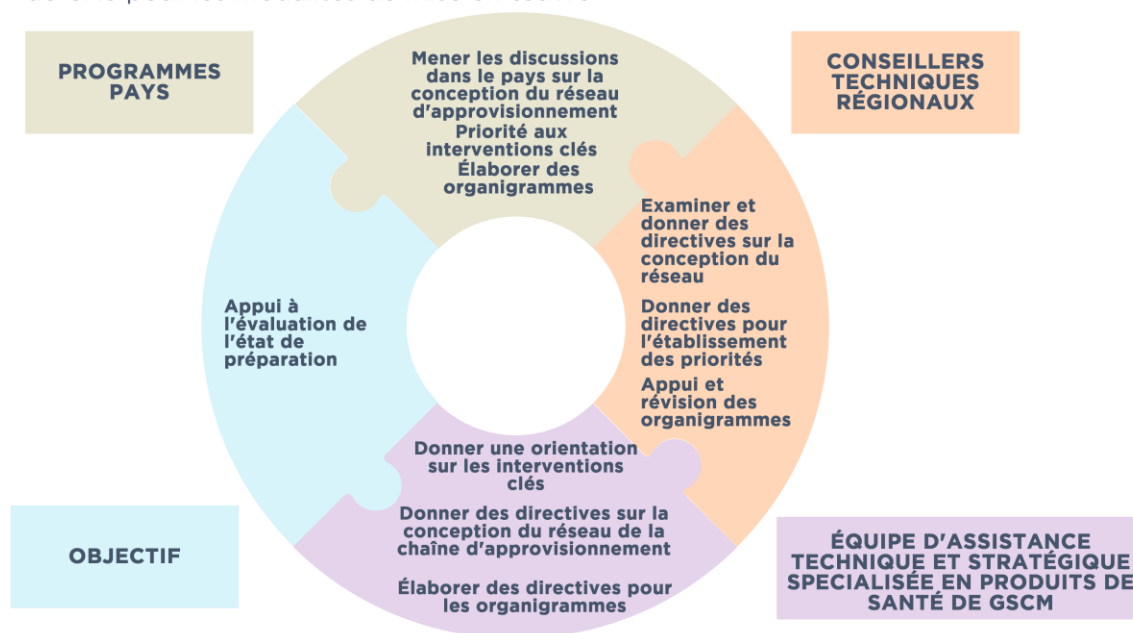 PROGRAMMES
PAYS
Mener les discussions
dans le pays sur la
conception du réseau
d'approvisionnement
Priorité aux
interventions clés
Élaborer des
organigrammes
CONSEILLERS
TECHNIQUES
RÉGIONAUX
Examiner et
donner des
directives sur la
conception du
réseau
Donner des
directives pour
l'établissement
des priorités
Appui et
révision des
organigrammes
Appui à
l'évaluation de
l'état de
préparation
Donner une orientation
sur les interventions
clés
Donner des directives sur la
conception du réseau de la
chaîne d'approvisionnement
Élaborer des directives pour
les organigrammes
OBJECTIF
ÉQUIPE D'ASSISTANCE
TECHNIQUE ET STRATÉGIQUE
SPECIALISÉE EN PRODUITS DE
SANTÉ DE GSCM